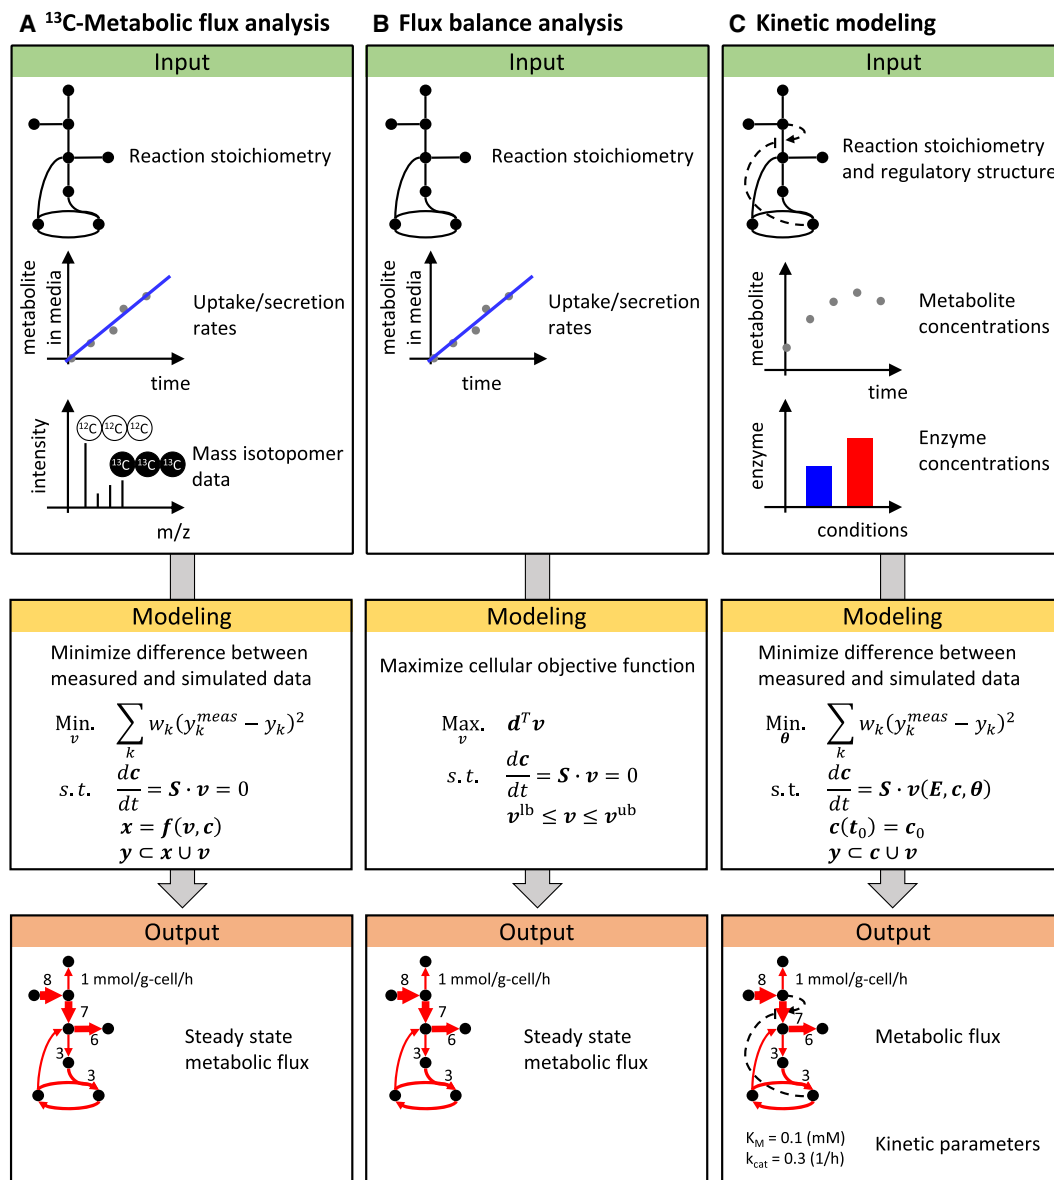 A ¹³C-Metabolic flux analysis
Input
Reaction stoichiometry
metabolite
in media
Uptake/secretion
rates
time
intensity
¹²C ¹²C ¹²C
¹³C ¹³C ¹³C
Mass isotopomer
data
m/z
Modeling
Minimize difference between
measured and simulated data
Min. v ∑ k w_k(y_k^meas − y_k)²
s.t. dc/dt = S · v = 0
x = f(v, c)
y ⊂ x ∪ v
Output
8
1 mmol/g-cell/h
7
6
3
3
Steady state
metabolic flux
B Flux balance analysis
Input
Reaction stoichiometry
metabolite
in media
Uptake/secretion
rates
time
Modeling
Maximize cellular objective function
Max. v d^T v
s.t. dc/dt = S · v = 0
v^lb ≤ v ≤ v^ub
Output
8
1 mmol/g-cell/h
7
6
3
3
Steady state
metabolic flux
C Kinetic modeling
Input
Reaction stoichiometry
and regulatory structure
metabolite
Metabolite
concentrations
time
enzyme
Enzyme
concentrations
conditions
Modeling
Minimize difference between
measured and simulated data
Min. θ ∑ k w_k(y_k^meas − y_k)²
s.t. dc/dt = S · v(E, c, θ)
c(t₀) = c₀
y ⊂ c ∪ v
Output
8
1 mmol/g-cell/h
7
6
3
3
Metabolic flux
K_M = 0.1 (mM)
k_cat = 0.3 (1/h)
Kinetic parameters